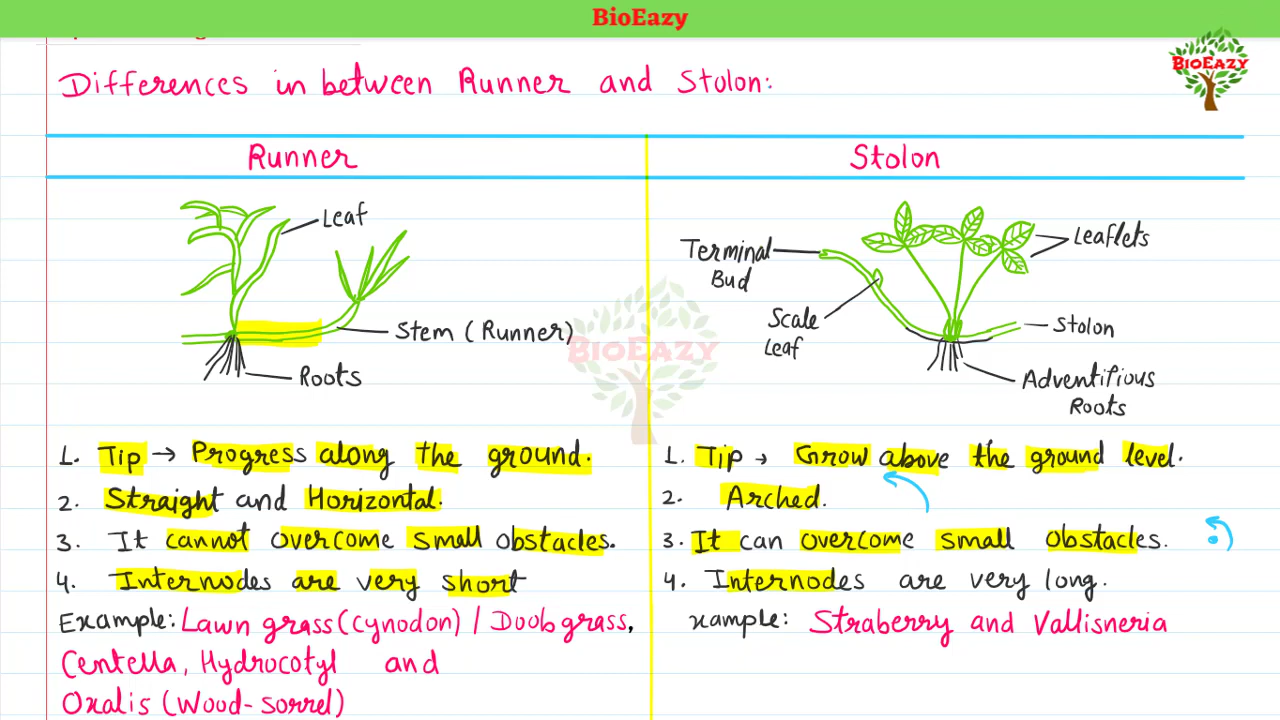 BioEazy
BioEazy
Differences in between Runner and Stolon:
Runner
Leaf
Stem (Runner)
Roots
1. Tip → Progress along the ground.
2. Straight and Horizontal.
3. It cannot overcome small obstacles.
4. Internodes are very short
Example: Lawn grass (cynodon) / Doob grass,
Centella, Hydrocotyl and
Oxalis (Wood-sorrel)
Stolon
Terminal
Bud
Leaflets
Scale
Leaf
Stolon
Adventitious
Roots
1. Tip → Grow above the ground level.
2. Arched.
3. It can overcome small obstacles.
4. Internodes are very long.
xample: Straberry and Vallisneria
BioEazy